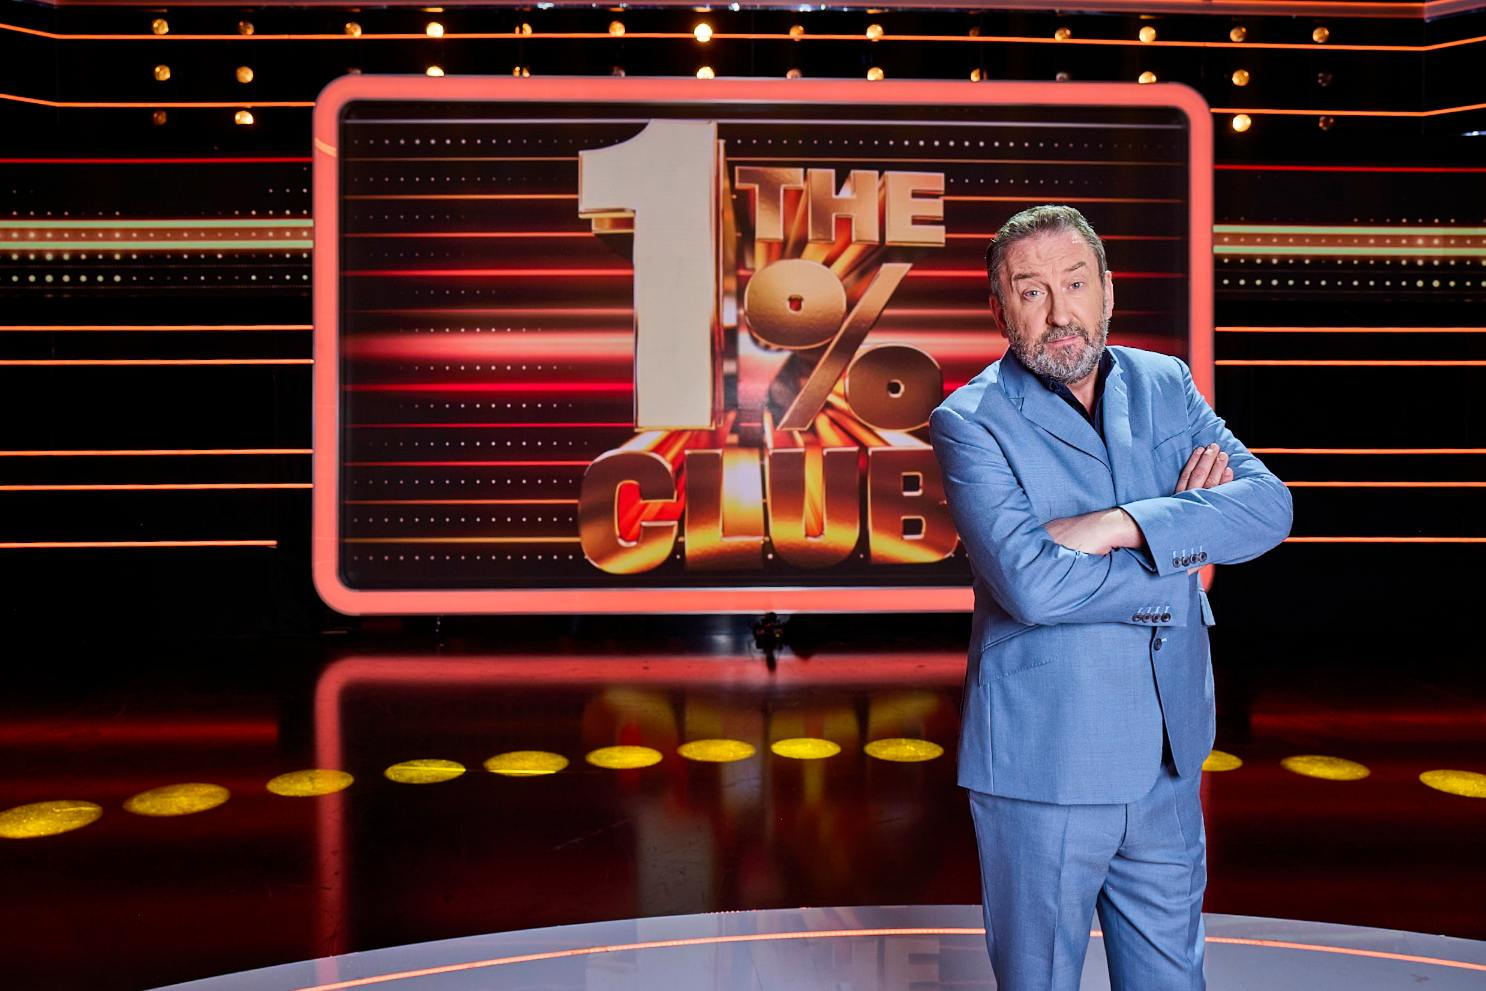 THE
1%
CLUB